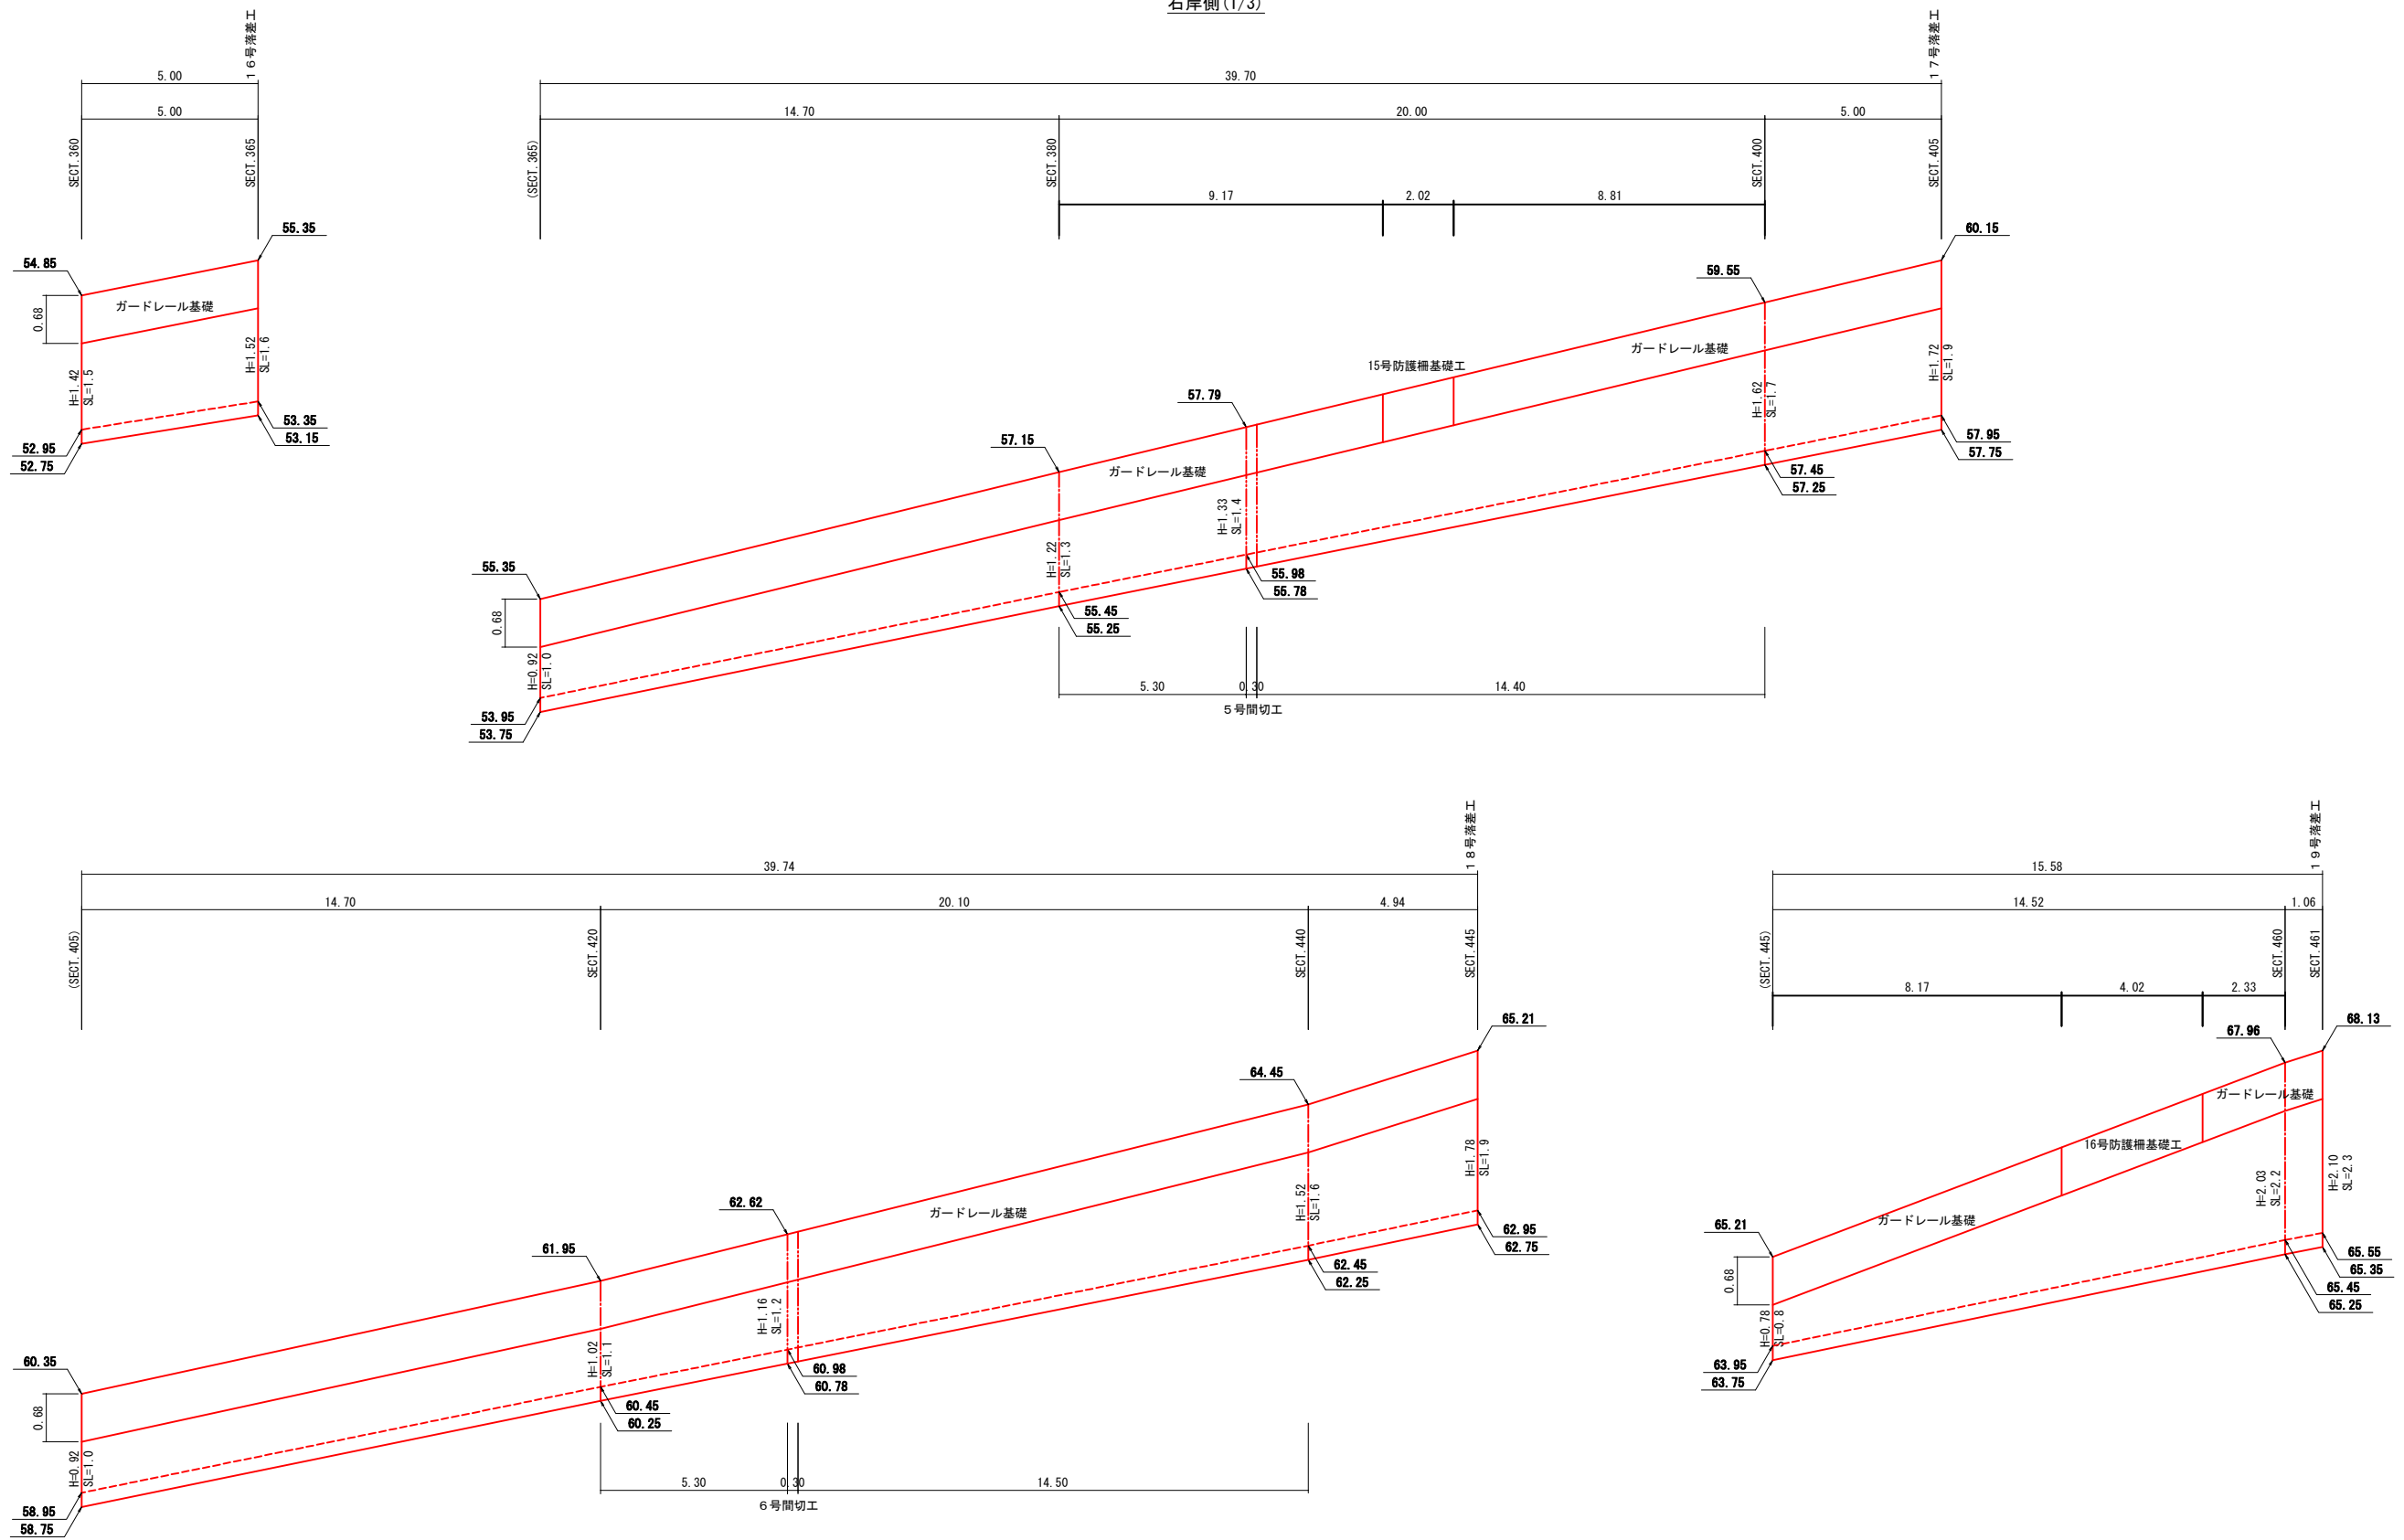 右岸側(1/3)
16号落差工
5.00
5.00
SECT.360
SECT.365
54.85
55.35
0.68
ガードレール基礎
H=1.42
SL=1.5
H=1.52
SL=1.6
52.95
52.75
53.35
53.15
17号落差工
39.70
14.70
20.00
5.00
(SECT.365)
SECT.380
SECT.400
SECT.405
9.17
2.02
8.81
60.15
59.55
57.79
57.15
55.35
15号防護柵基礎工
ガードレール基礎
ガードレール基礎
0.68
H=0.92
SL=1.0
H=1.22
SL=1.3
H=1.33
SL=1.4
H=1.62
SL=1.7
H=1.72
SL=1.9
57.95
57.75
57.45
57.25
55.98
55.78
55.45
55.25
53.95
53.75
5.30
0.30
14.40
5号間切工
18号落差工
39.74
14.70
20.10
4.94
(SECT.405)
SECT.420
SECT.440
SECT.445
65.21
64.45
62.62
61.95
60.35
ガードレール基礎
0.68
H=0.92
SL=1.0
H=1.02
SL=1.1
H=1.16
SL=1.2
H=1.52
SL=1.6
H=1.78
SL=1.9
62.95
62.75
62.45
62.25
60.98
60.78
60.45
60.25
58.95
58.75
5.30
0.30
14.50
6号間切工
19号落差工
15.58
14.52
1.06
(SECT.445)
SECT.460
SECT.461
8.17
4.02
2.33
67.96
68.13
ガードレール基礎
16号防護柵基礎工
ガードレール基礎
65.21
0.68
H=0.78
SL=0.8
H=2.03
SL=2.2
H=2.10
SL=2.3
65.55
65.35
65.45
65.25
63.95
63.75